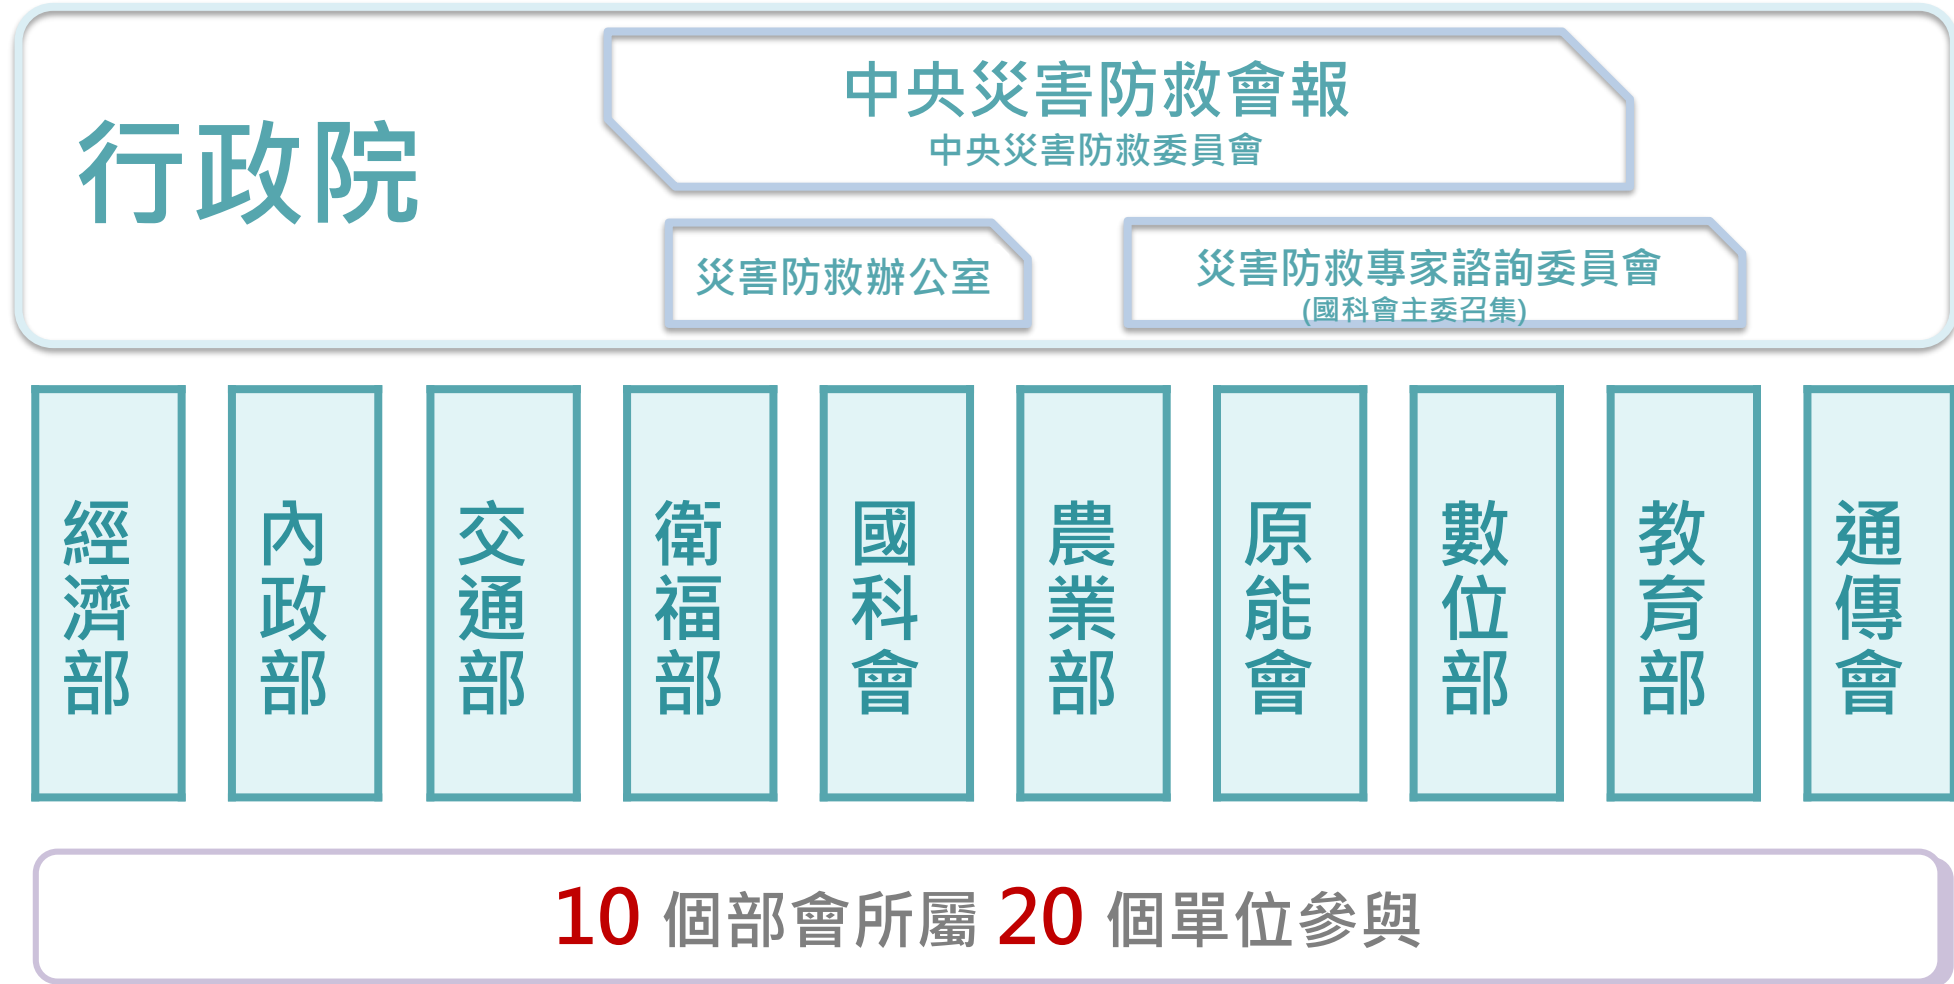 行政院
中央災害防救會報
中央災害防救委員會
災害防救辦公室
災害防救專家諮詢委員會
(國科會主委召集)
經濟部
內政部
交通部
衛福部
國科會
農業部
原能會
數位部
教育部
通傳會
10 個部會所屬 20 個單位參與